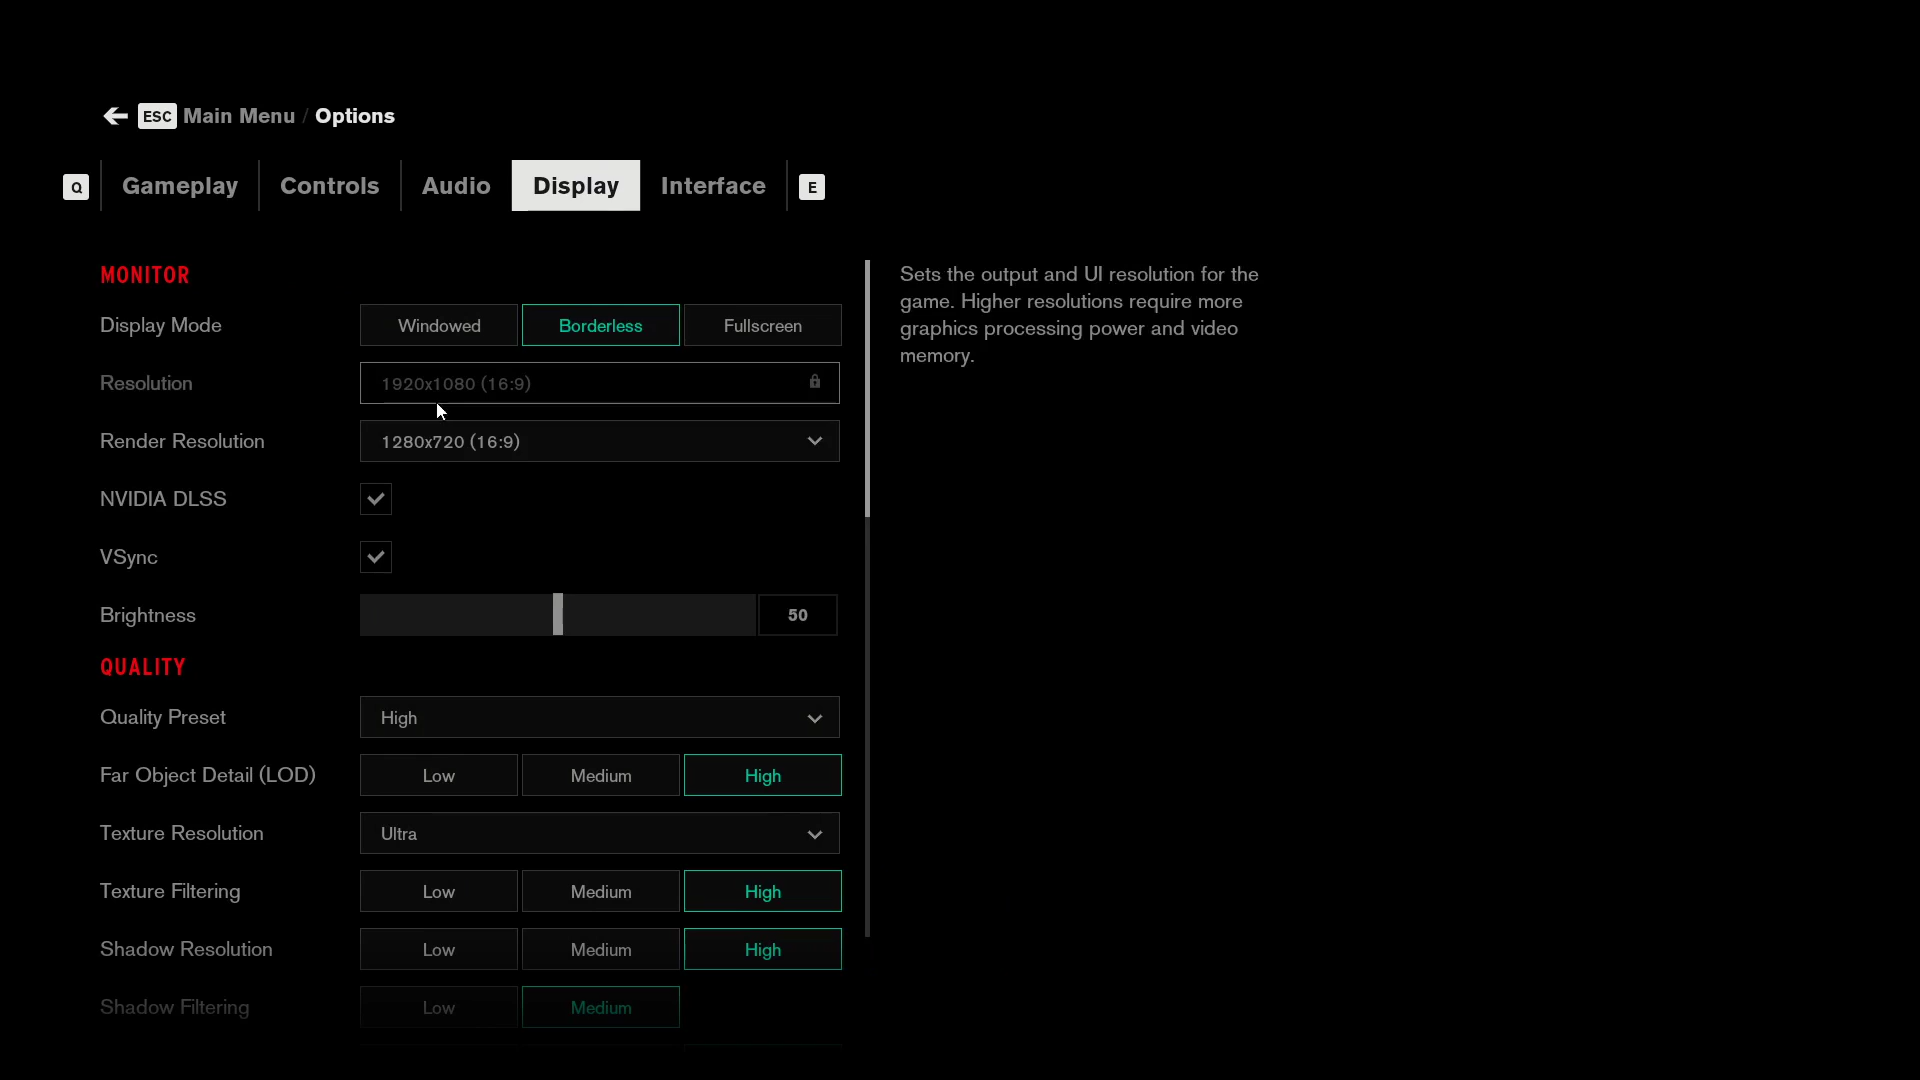 ESC Main Menu / Options
Q Gameplay Controls Audio Display Interface E
MONITOR
Display Mode Windowed Borderless Fullscreen
Resolution 1920x1080 (16:9)
Render Resolution 1280x720 (16:9)
NVIDIA DLSS
VSync
Brightness 50
QUALITY
Quality Preset High
Far Object Detail (LOD) Low Medium High
Texture Resolution Ultra
Texture Filtering Low Medium High
Shadow Resolution Low Medium High
Shadow Filtering Low Medium
Sets the output and UI resolution for the
game. Higher resolutions require more
graphics processing power and video
memory.